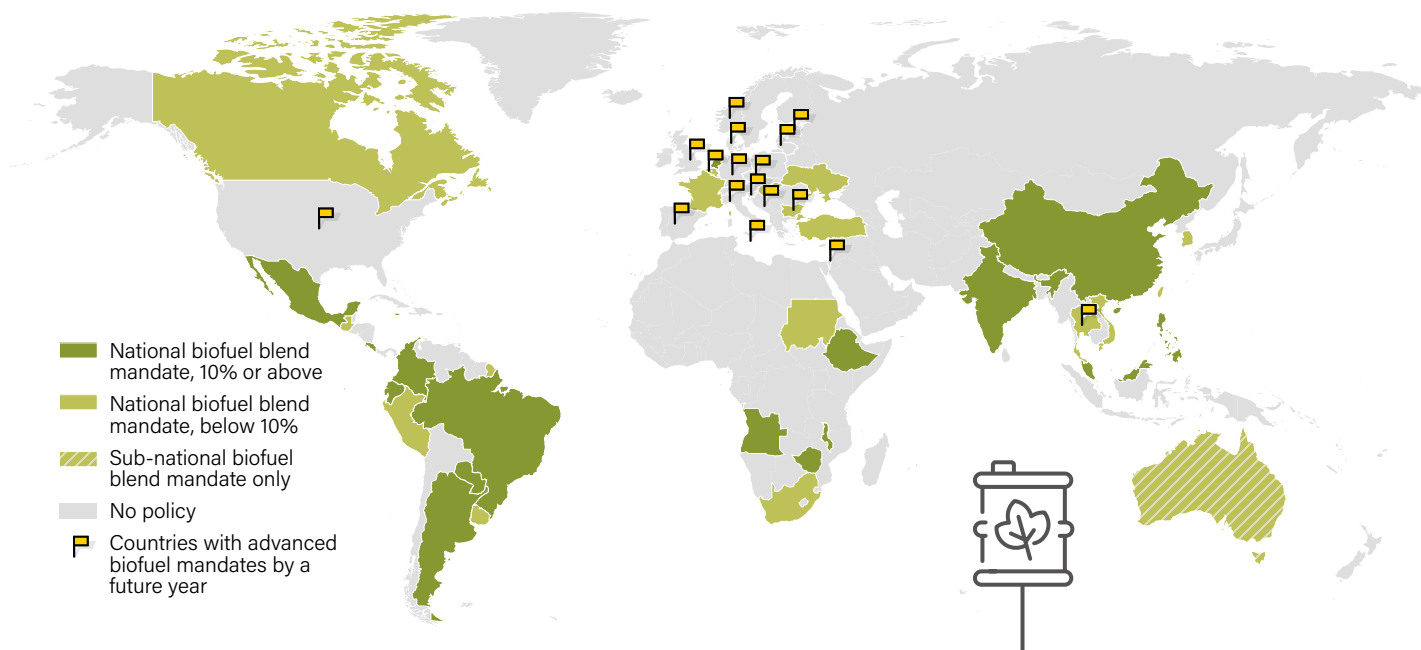 National biofuel blend
mandate, 10% or above
National biofuel blend
mandate, below 10%
Sub-national biofuel
blend mandate only
No policy
Countries with advanced
biofuel mandates by a
future year